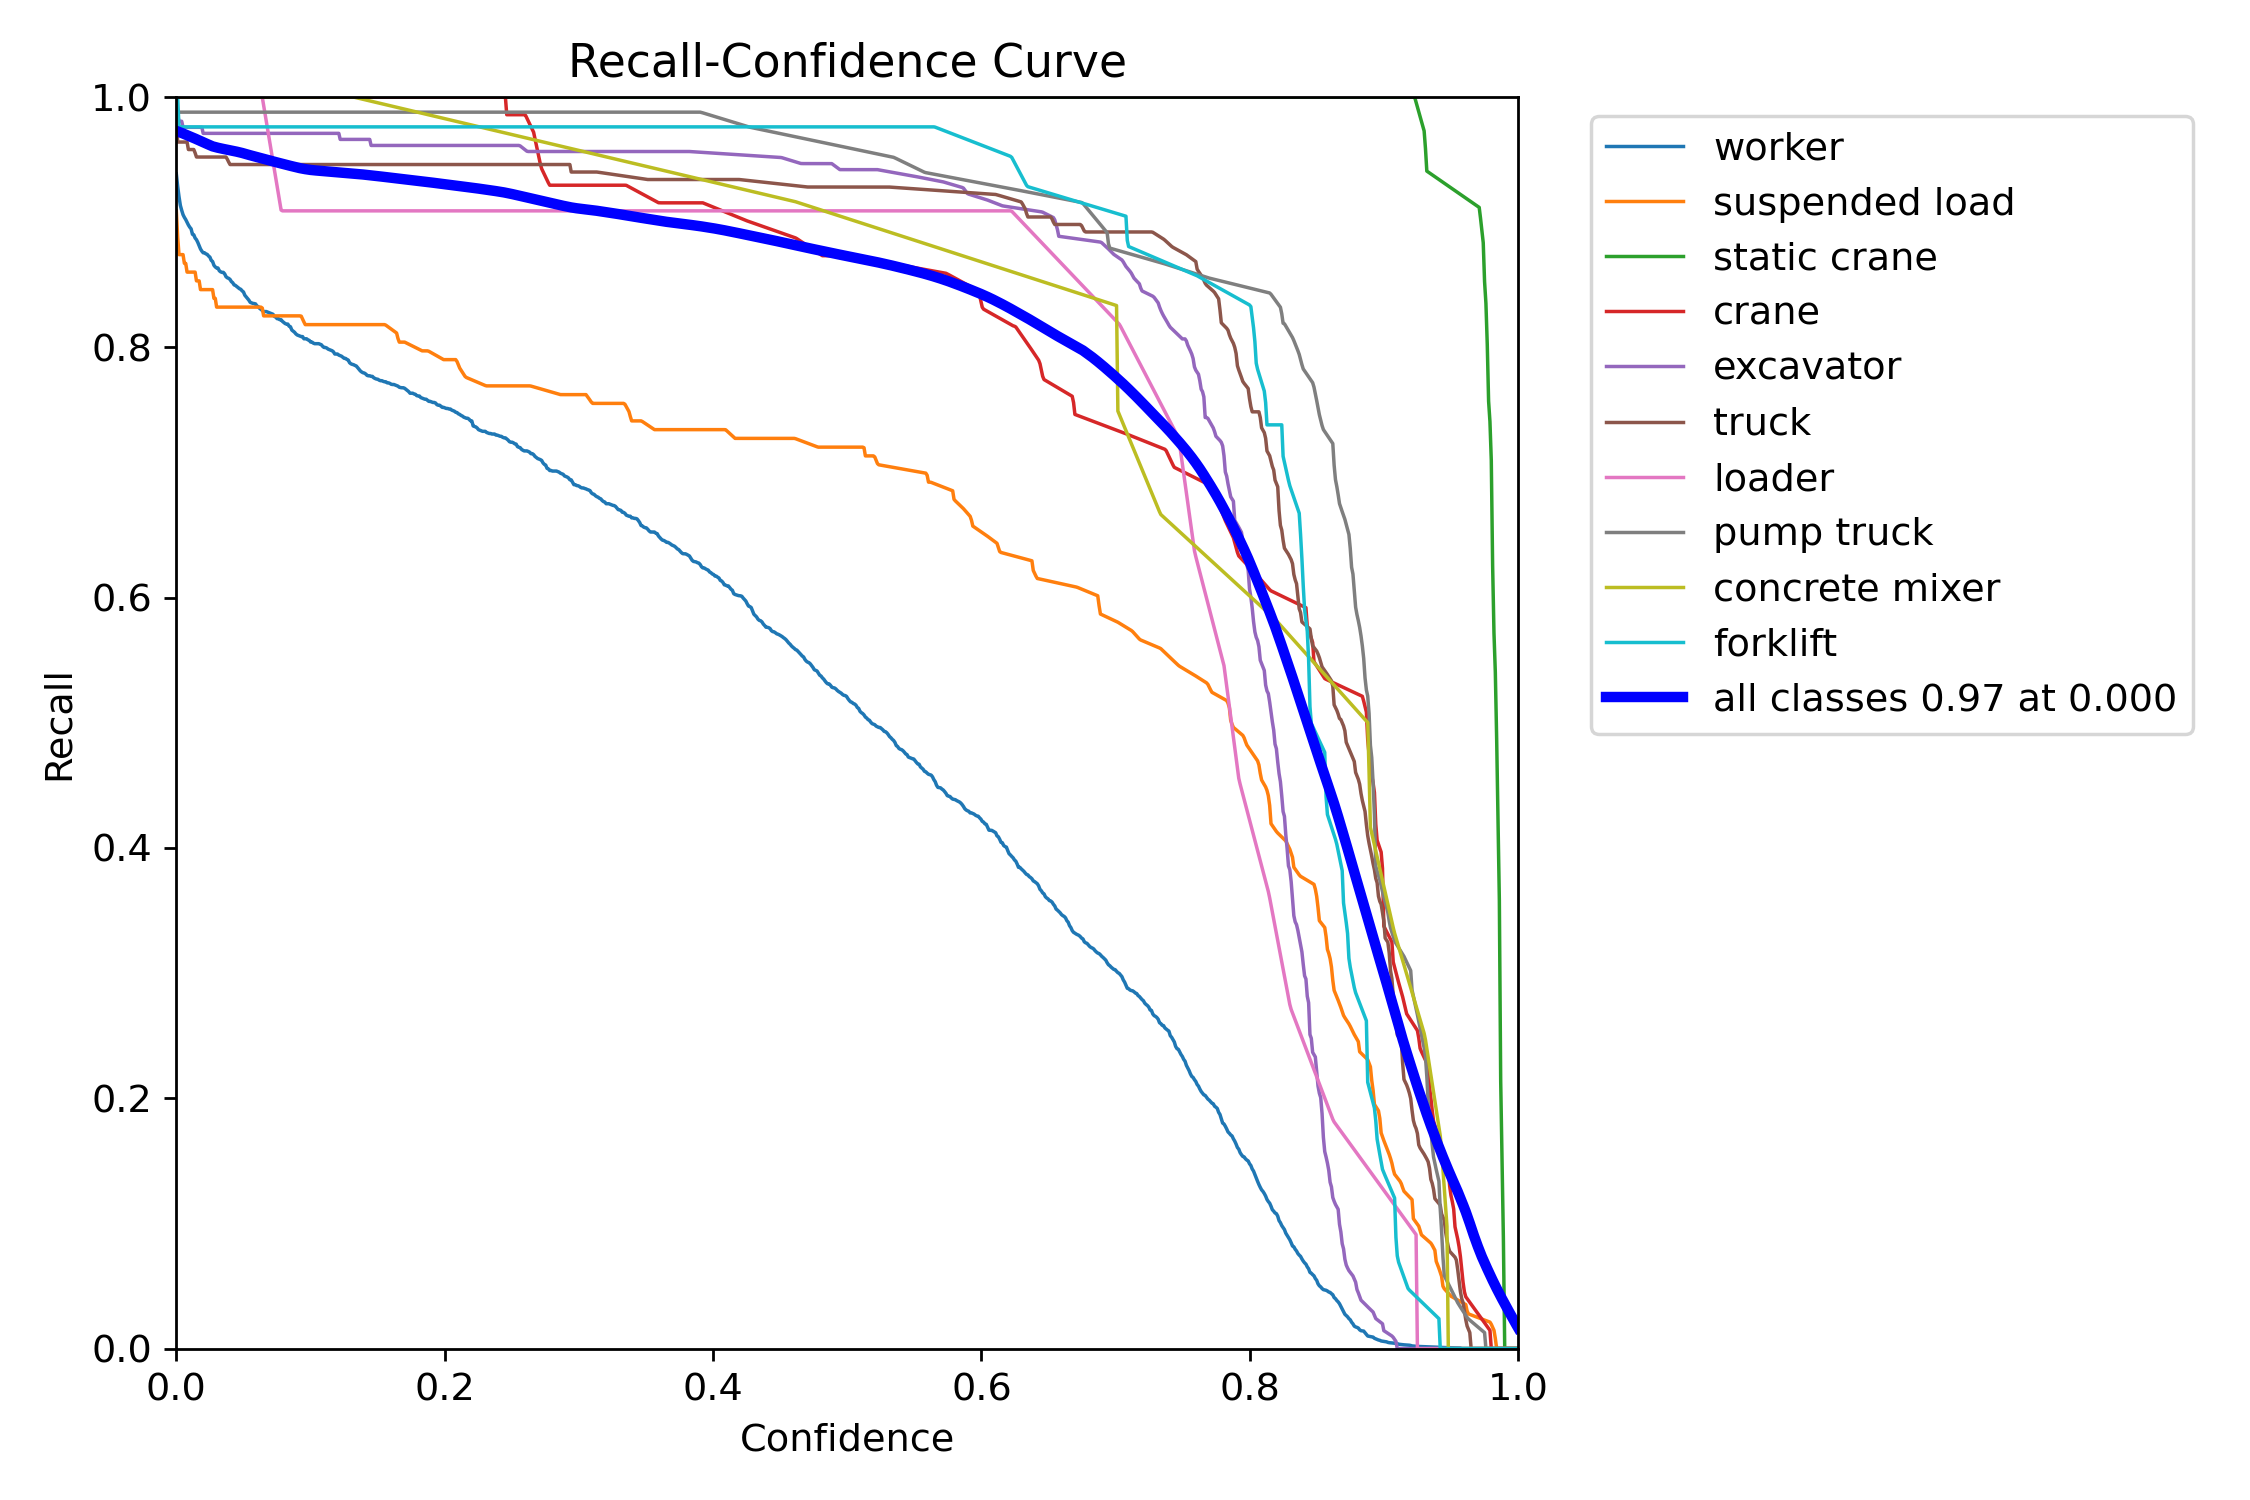 Recall-Confidence Curve
1.0
0.8
0.6
0.4
0.2
0.0
Recall
0.0 0.2 0.4 0.6 0.8 1.0
Confidence
worker
suspended load
static crane
crane
excavator
truck
loader
pump truck
concrete mixer
forklift
all classes 0.97 at 0.000